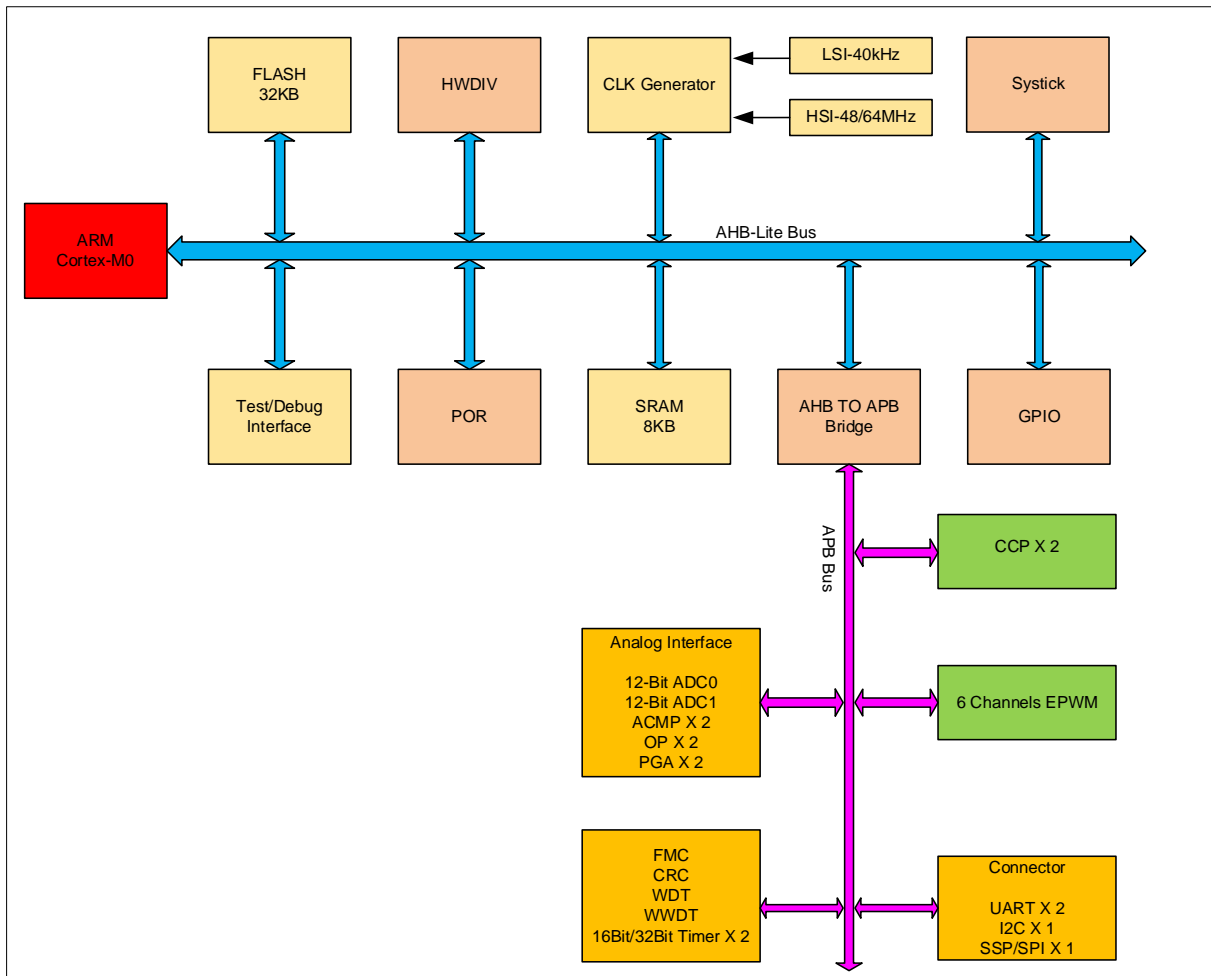 FLASH
32KB
HWDIV
CLK Generator
LSI-40kHz
HSI-48/64MHz
Systick
ARM
Cortex-M0
AHB-Lite Bus
Test/Debug
Interface
POR
SRAM
8KB
AHB TO APB
Bridge
GPIO
APB Bus
CCP X 2
Analog Interface
12-Bit ADC0
12-Bit ADC1
ACMP X 2
OP X 2
PGA X 2
6 Channels EPWM
FMC
CRC
WDT
WWDT
16Bit/32Bit Timer X 2
Connector
UART X 2
I2C X 1
SSP/SPI X 1